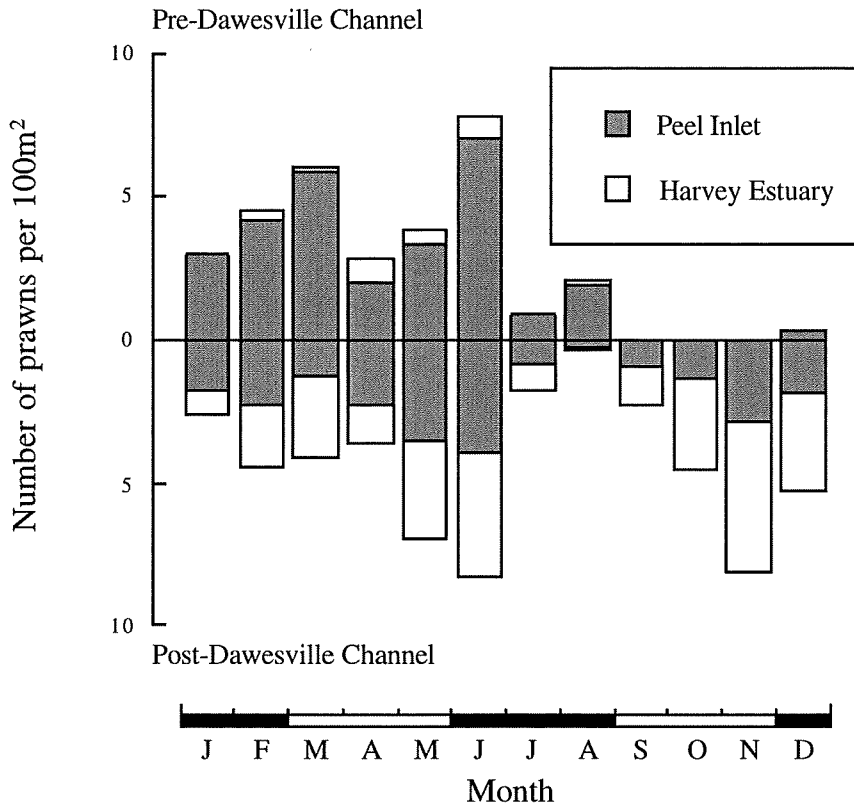 Pre-Dawesville Channel
10
5
0
5
10
Number of prawns per 100m²
Peel Inlet
Harvey Estuary
Post-Dawesville Channel
J F M A M J J A S O N D
Month